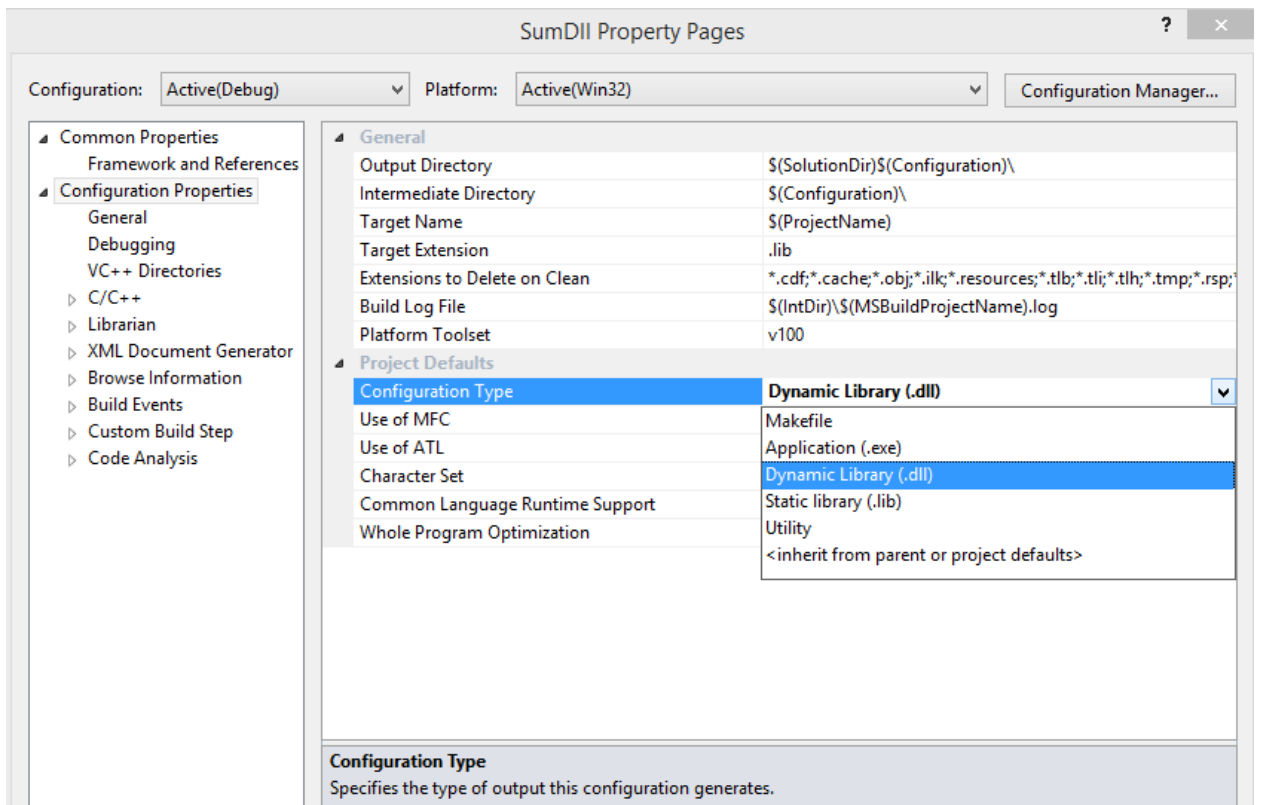 SumDll Property Pages
?
Configuration: Active(Debug) Platform: Active(Win32) Configuration Manager...
Common Properties
Framework and References
Configuration Properties
General
Debugging
VC++ Directories
C/C++
Librarian
XML Document Generator
Browse Information
Build Events
Custom Build Step
Code Analysis
General
Output Directory $(SolutionDir)$(Configuration)\
Intermediate Directory $(Configuration)\
Target Name $(ProjectName)
Target Extension .lib
Extensions to Delete on Clean *.cdf;*.cache;*.obj;*.ilk;*.resources;*.tlb;*.tli;*.tlh;*.tmp;*.rsp;
Build Log File $(IntDir)\$(MSBuildProjectName).log
Platform Toolset v100
Project Defaults
Configuration Type Dynamic Library (.dll)
Use of MFC
Use of ATL
Character Set
Common Language Runtime Support
Whole Program Optimization
Makefile
Application (.exe)
Dynamic Library (.dll)
Static library (.lib)
Utility
<inherit from parent or project defaults>
Configuration Type
Specifies the type of output this configuration generates.